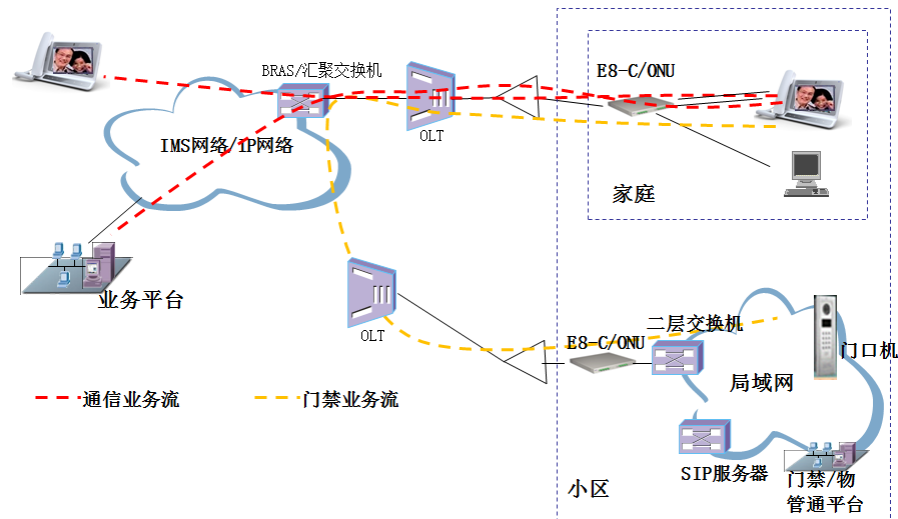 BRAS/汇聚交换机
E8-C/ONU
OLT
IMS网络/IP网络
家庭
业务平台
OLT
E8-C/ONU
二层交换机
门口机
局域网
通信业务流
门禁业务流
SIP服务器
门禁/物
管通平台
小区